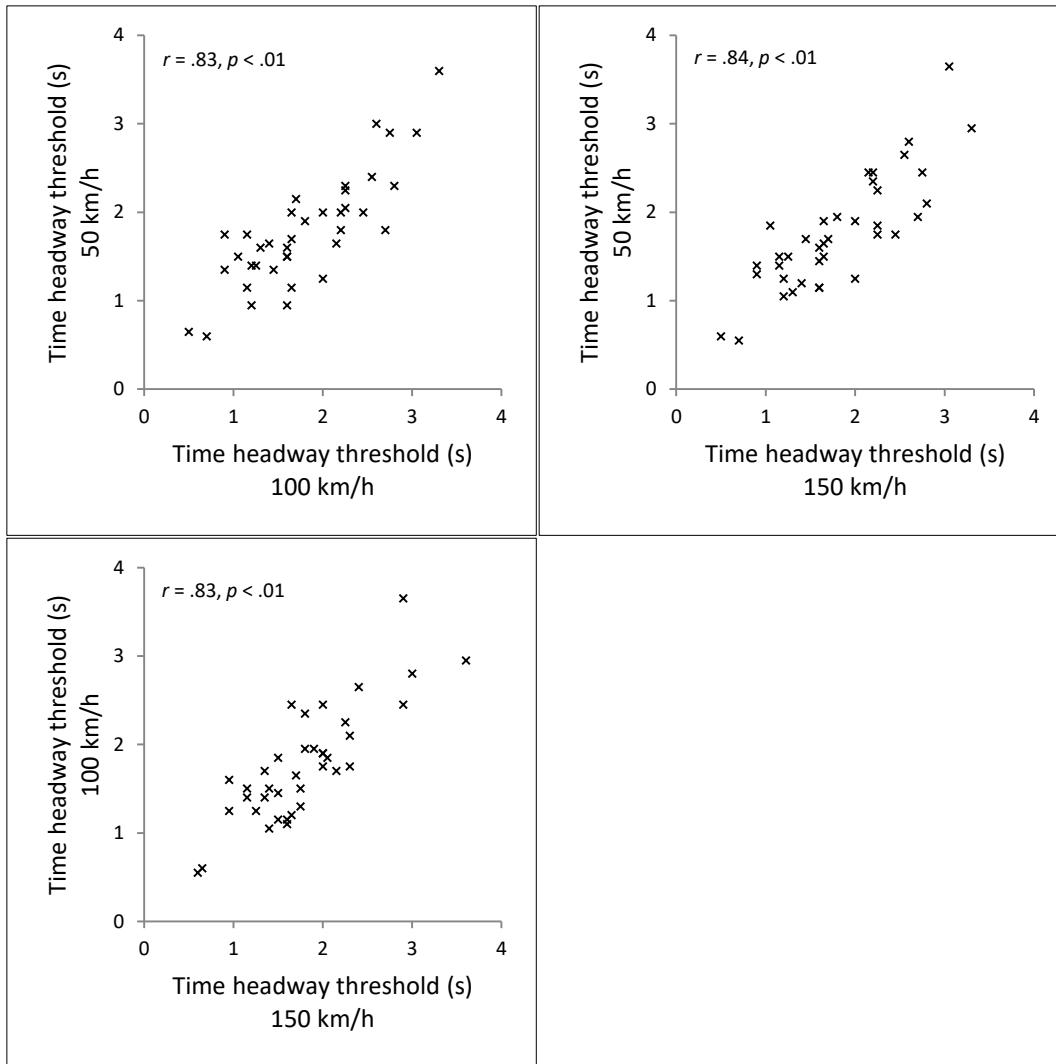 r = .83, p < .01
Time headway threshold (s)
50 km/h
4
3
2
1
0
0 1 2 3 4
Time headway threshold (s)
100 km/h
r = .84, p < .01
Time headway threshold (s)
50 km/h
4
3
2
1
0
0 1 2 3 4
Time headway threshold (s)
150 km/h
r = .83, p < .01
Time headway threshold (s)
100 km/h
4
3
2
1
0
0 1 2 3 4
Time headway threshold (s)
150 km/h